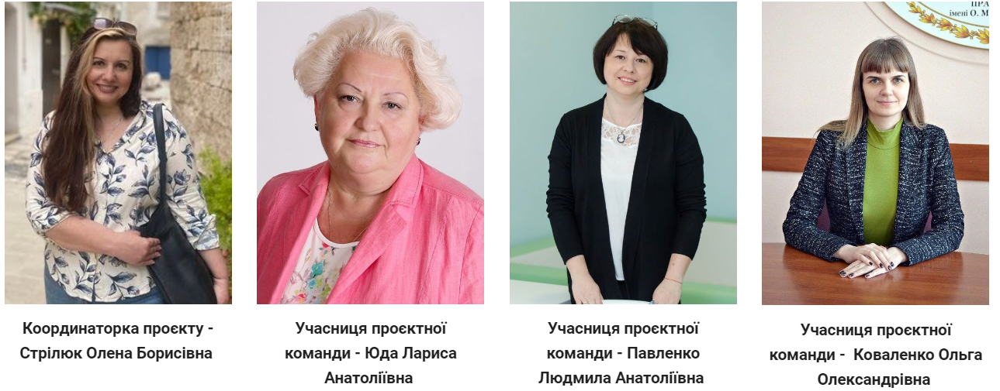 імені О. М
Координаторка проєкту -
Стрілюк Олена Борисівна
Учасниця проєктної
команди - Юда Лариса
Анатоліївна
Учасниця проєктної
команди - Павленко
Людмила Анатоліївна
Учасниця проєктної
команди - Коваленко Ольга
Олександрівна